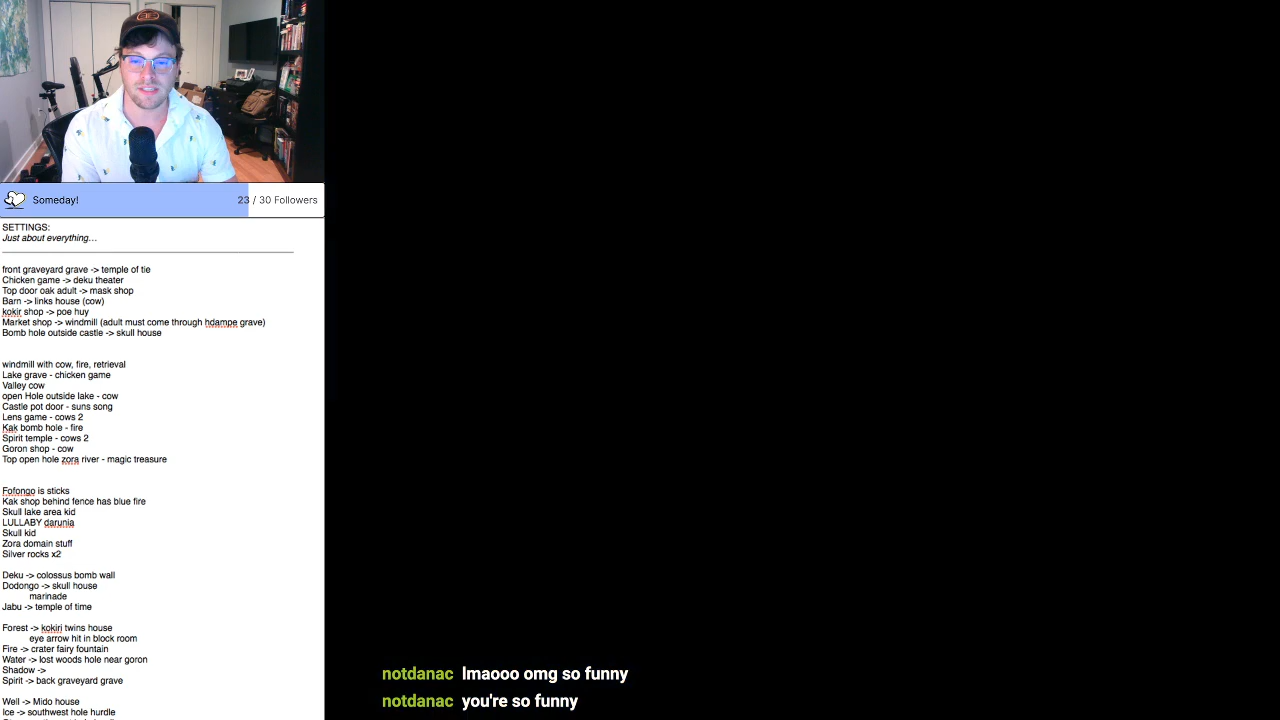 Someday!
23 / 30 Followers
SETTINGS:
Just about everything…
front graveyard grave -> temple of tie
Chicken game -> deku theater
Top door oak adult -> mask shop
Barn -> links house (cow)
kokir shop -> poe huy
Market shop -> windmill (adult must come through hdampe grave)
Bomb hole outside castle -> skull house
windmill with cow, fire, retrieval
Lake grave - chicken game
Valley cow
open Hole outside lake - cow
Castle pot door - suns song
Lens game - cows 2
Kak bomb hole - fire
Spirit temple - cows 2
Goron shop - cow
Top open hole zora river - magic treasure
Fofongo is sticks
Kak shop behind fence has blue fire
Skull lake area kid
LULLABY darunia
Skull kid
Zora domain stuff
Silver rocks x2
Deku -> colossus bomb wall
Dodongo -> skull house
marinade
Jabu -> temple of time
Forest -> kokiri twins house
eye arrow hit in block room
Fire -> crater fairy fountain
Water -> lost woods hole near goron
Shadow ->
Spirit -> back graveyard grave
Well -> Mido house
Ice -> southwest hole hurdle
notdanac lmaooo omg so funny
notdanac you're so funny